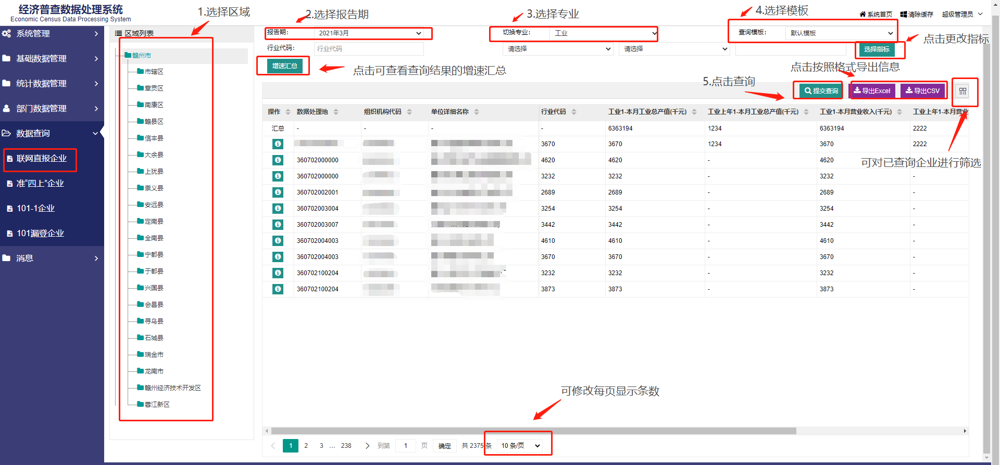 经济普查数据处理系统
Economic Census Data Processing System
1.选择区域
2.选择报告期
3.选择专业
4.选择模板
系统首页
清除缓存
超级管理员
系统管理
基础数据管理
统计数据管理
部门数据管理
数据查询
联网直报企业
准“四上”企业
101-1企业
101漏登企业
消息
区域列表
赣州市
市辖区
章贡区
南康区
赣县区
信丰县
大余县
上犹县
崇义县
安远县
定南县
全南县
宁都县
于都县
兴国县
会昌县
寻乌县
石城县
瑞金市
龙南市
赣州经济技术开发区
蓉江新区
报告期： 2021年3月 切换专业： 工业 查询模板： 默认模板
点击更改指标
行业代码： 行业代码 请选择 请选择 选择指标
增速汇总
点击可查看查询结果的增速汇总
点击按照格式导出信息
5.点击查询
提交查询 导出Excel 导出CSV
操作 数据处理地 组织机构代码 单位详细名称 行业代码 工业1-本月工业总产值(千元) 工业上年1-本月工业总产值(千元) 工业1-本月营业收入(千元) 工业上年1-本月营业
汇总 - - - - 6363194 1234 6363194 2222
3670 3670 1234 3670 2222
360702000000 4620 4620 - 4620
可对已查询企业进行筛选
360702000000 3232 3232 - 3232 -
360702002001 2689 2689 - 2689 -
360702003004 3254 3254 - 3254 -
360702003007 3442 3442 - 3442 -
360702004003 4610 4610 - 4610 -
360702004003 3670 3670 - 3670 -
360702100204 3232 3232 - 3232 -
360702100204 3873 3873 - 3873 -
可修改每页显示条数
1 2 3 ... 238 到第 1 页 确定 共 2375 条 10 条/页